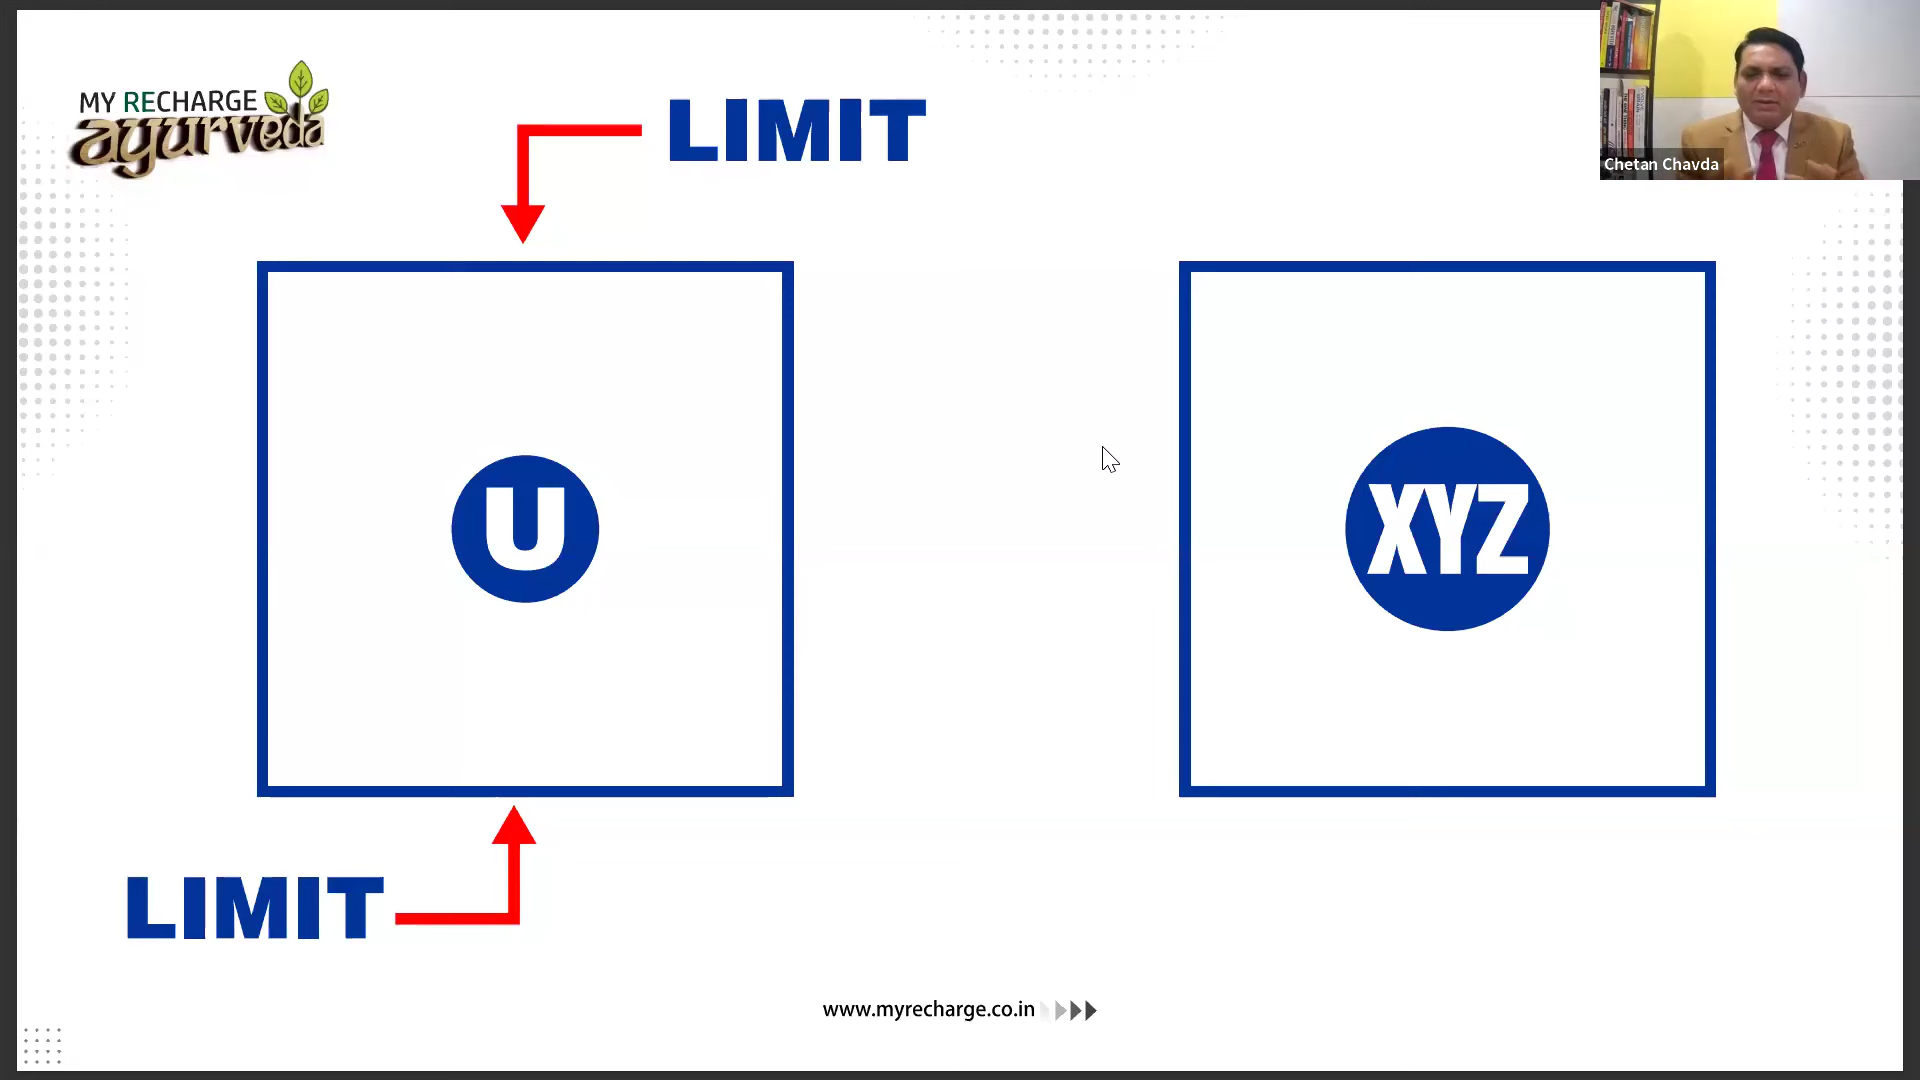 MY RECHARGE
ayurveda
LIMIT
Chetan Chavda
U
XYZ
LIMIT
www.myrecharge.co.in